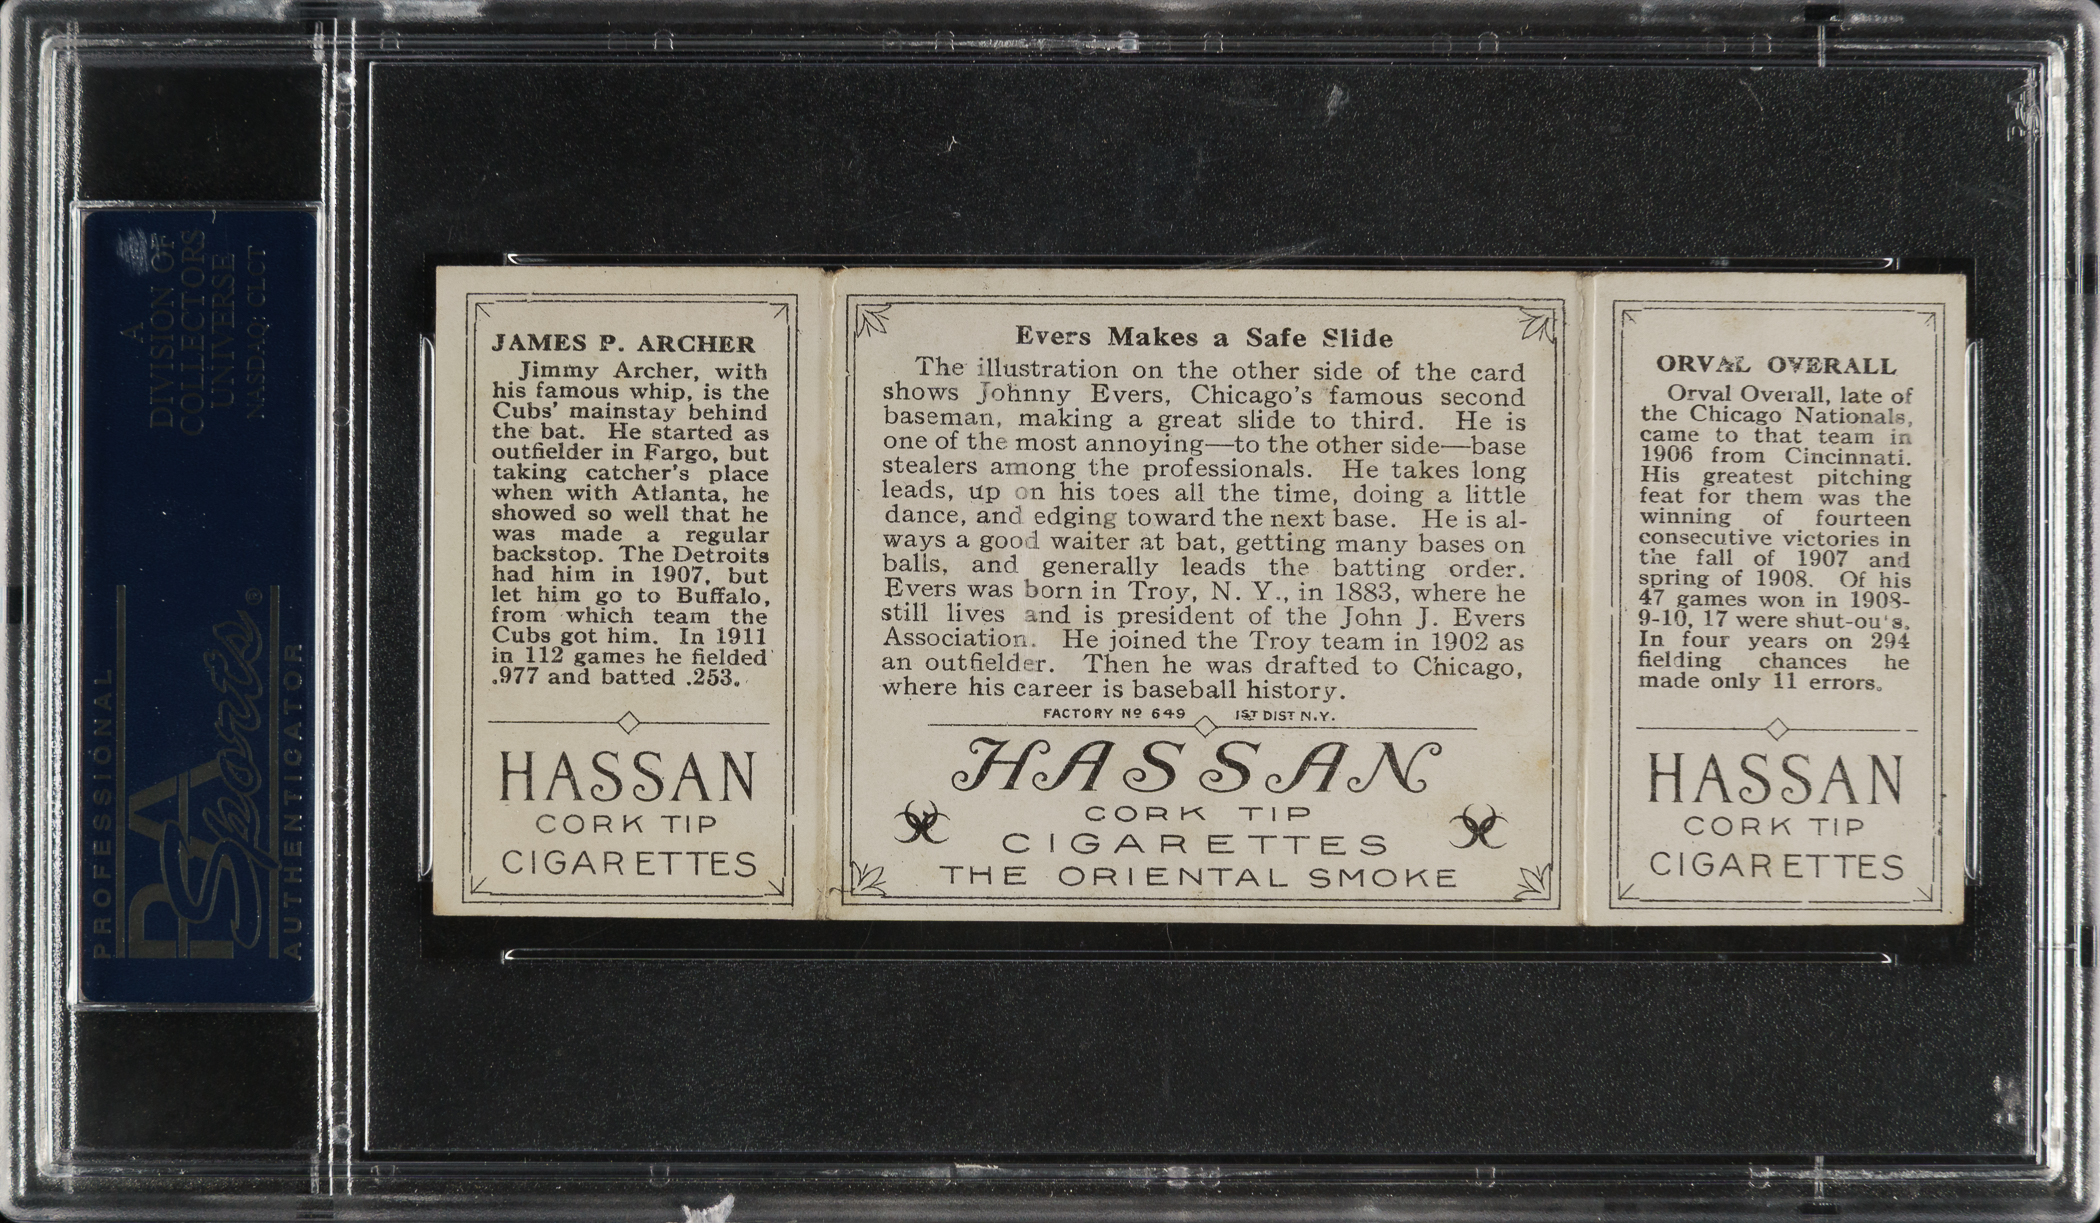 A
DIVISION OF
COLLECTORS
UNIVERSE
NASDAQ: CLCT
PROFESSIONAL
PSA
Sports®
AUTHENTICATOR
JAMES P. ARCHER
Jimmy Archer, with
his famous whip, is the
Cubs' mainstay behind
the bat. He started as
outfielder in Fargo, but
taking catcher's place
when with Atlanta, he
showed so well that he
was made a regular
backstop. The Detroits
had him in 1907, but
let him go to Buffalo,
from which team the
Cubs got him. In 1911
in 112 games he fielded
.977 and batted .253.
HASSAN
CORK TIP
CIGARETTES
Evers Makes a Safe Slide
The illustration on the other side of the card
shows Johnny Evers, Chicago's famous second
baseman, making a great slide to third. He is
one of the most annoying—to the other side—base
stealers among the professionals. He takes long
leads, up on his toes all the time, doing a little
dance, and edging toward the next base. He is al-
ways a good waiter at bat, getting many bases on
balls, and generally leads the batting order.
Evers was born in Troy, N. Y., in 1883, where he
still lives and is president of the John J. Evers
Association. He joined the Troy team in 1902 as
an outfielder. Then he was drafted to Chicago,
where his career is baseball history.
FACTORY Nº 649 1ST DIST N.Y.
HASSAN
CORK TIP
CIGARETTES
THE ORIENTAL SMOKE
ORVAL OVERALL
Orval Overall, late of
the Chicago Nationals,
came to that team in
1906 from Cincinnati.
His greatest pitching
feat for them was the
winning of fourteen
consecutive victories in
the fall of 1907 and
spring of 1908. Of his
47 games won in 1908-
9-10, 17 were shut-outs.
In four years on 294
fielding chances he
made only 11 errors.
HASSAN
CORK TIP
CIGARETTES